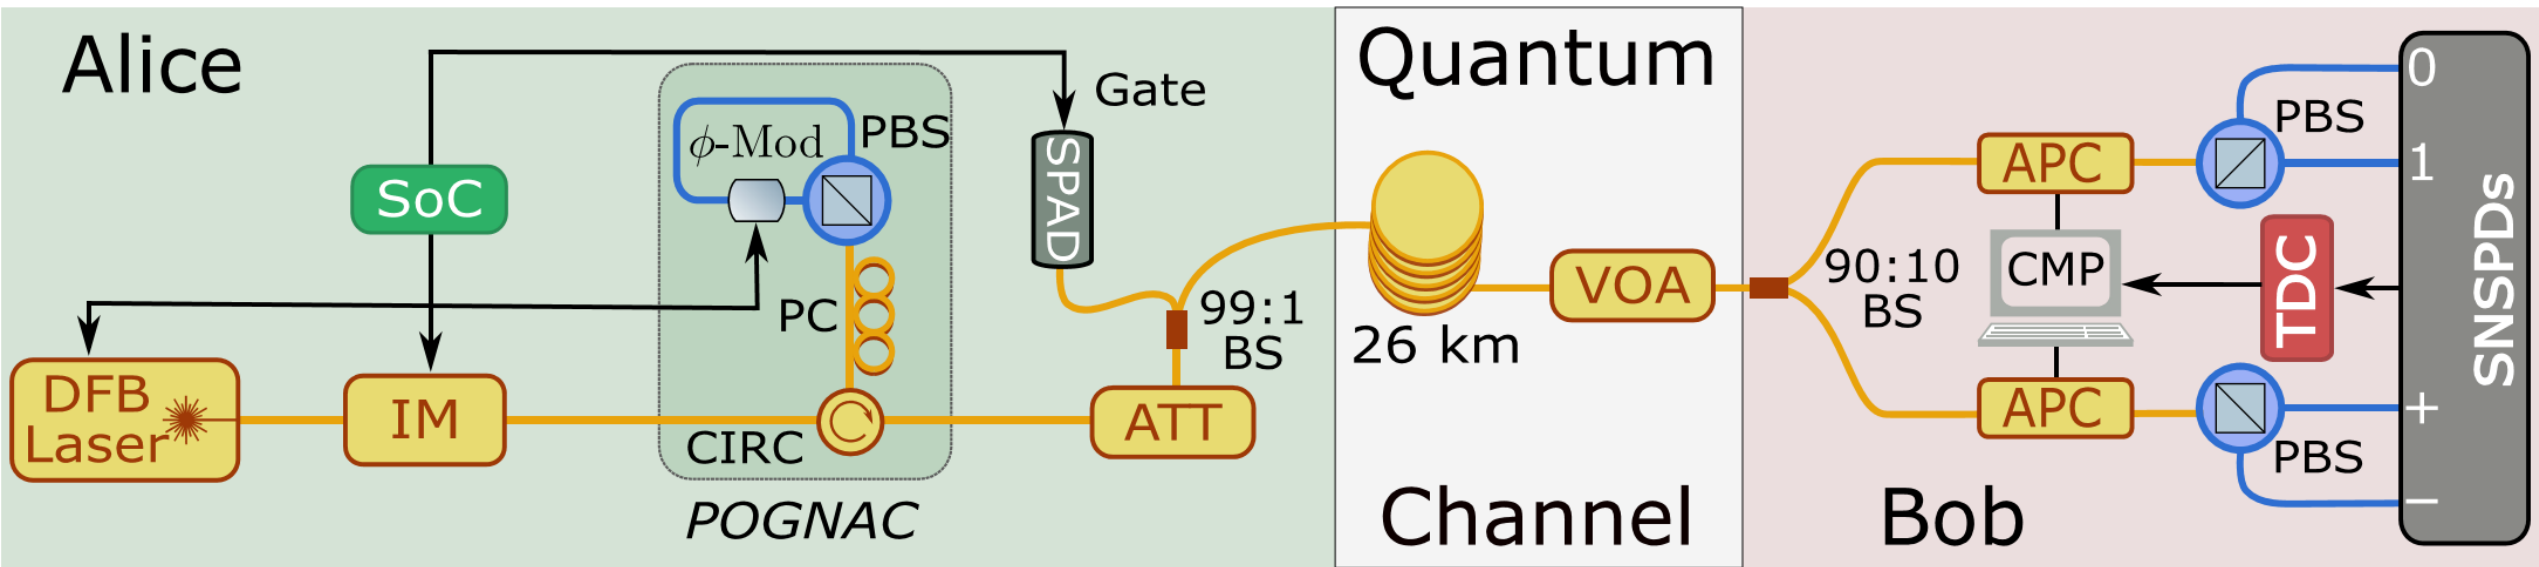 Alice
SoC
DFB
Laser
IM
ϕ-Mod
PBS
PC
CIRC
POGNAC
Gate
SPAD
99:1
BS
ATT
Quantum
26 km
VOA
Channel
90:10
BS
APC
CMP
APC
PBS
TDC
PBS
Bob
0
1
+
−
SNSPDs